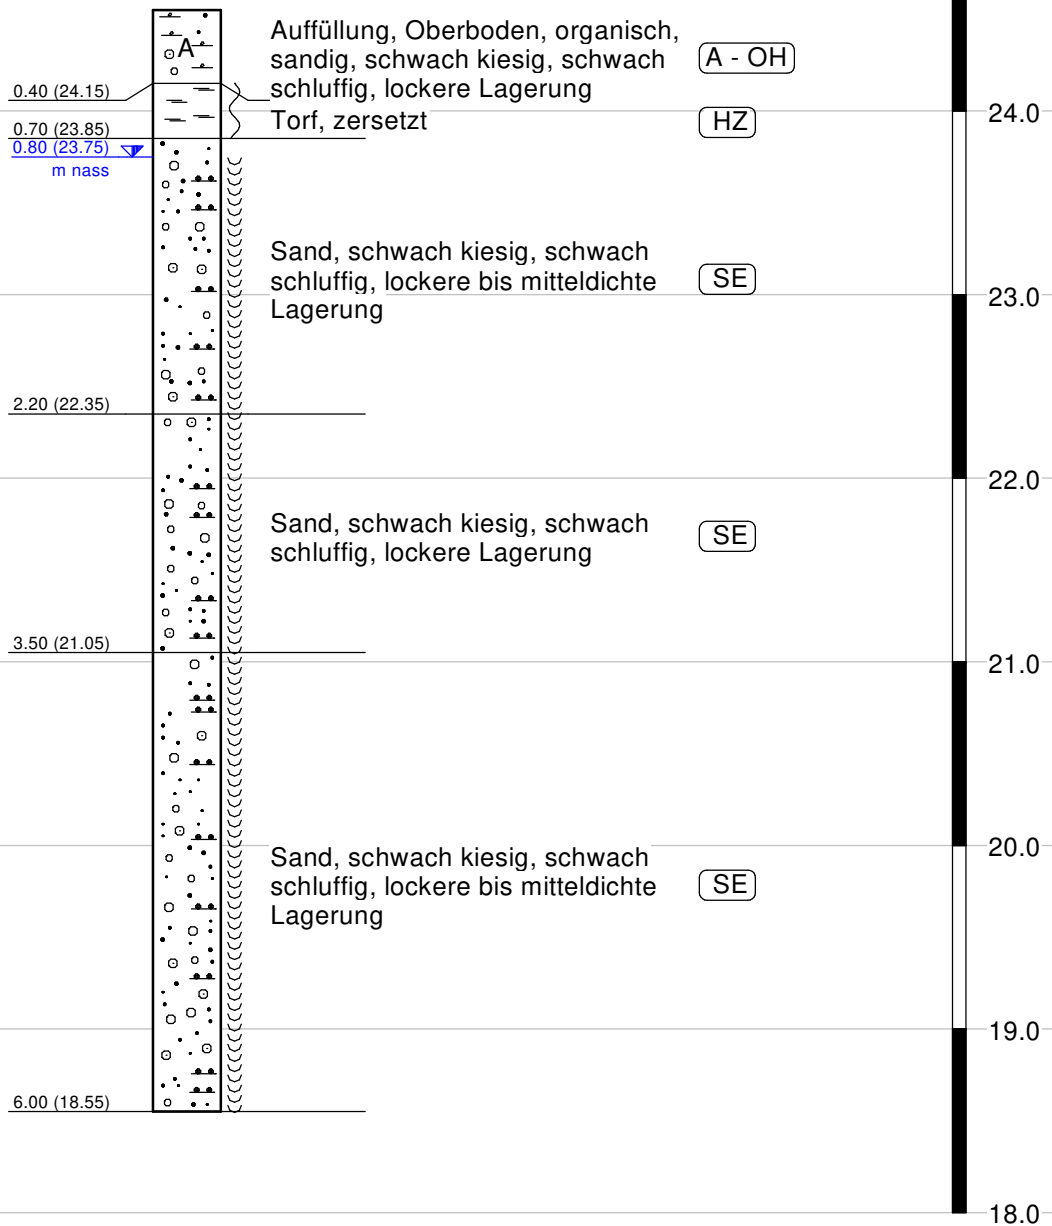 Auffüllung, Oberboden, organisch,
sandig, schwach kiesig, schwach
schluffig, lockere Lagerung
A
A - OH
0.40 (24.15)
24.0
Torf, zersetzt
HZ
0.70 (23.85)
0.80 (23.75)
m nass
Sand, schwach kiesig, schwach
schluffig, lockere bis mitteldichte
Lagerung
SE
23.0
2.20 (22.35)
22.0
Sand, schwach kiesig, schwach
schluffig, lockere Lagerung
SE
3.50 (21.05)
21.0
20.0
Sand, schwach kiesig, schwach
schluffig, lockere bis mitteldichte
Lagerung
SE
19.0
6.00 (18.55)
18.0